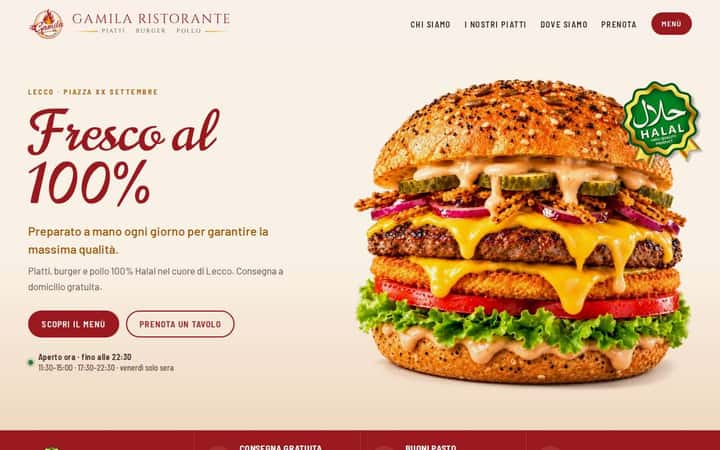 Gamila
GAMILA RISTORANTE
PIATTI BURGER POLLO
CHI SIAMO
I NOSTRI PIATTI
DOVE SIAMO
PRENOTA
MENÙ
LECCO · PIAZZA XX SETTEMBRE
Fresco al
100%
Preparato a mano ogni giorno per garantire la
massima qualità.
Piatti, burger e pollo 100% Halal nel cuore di Lecco. Consegna a
domicilio gratuita.
SCOPRI IL MENÙ
PRENOTA UN TAVOLO
Aperto ora · fino alle 22:30
11:30-15:00 · 17:30-22:30 · venerdì solo sera
حلال
HALAL
CONSEGNA GRATUITA
BUONI PASTO